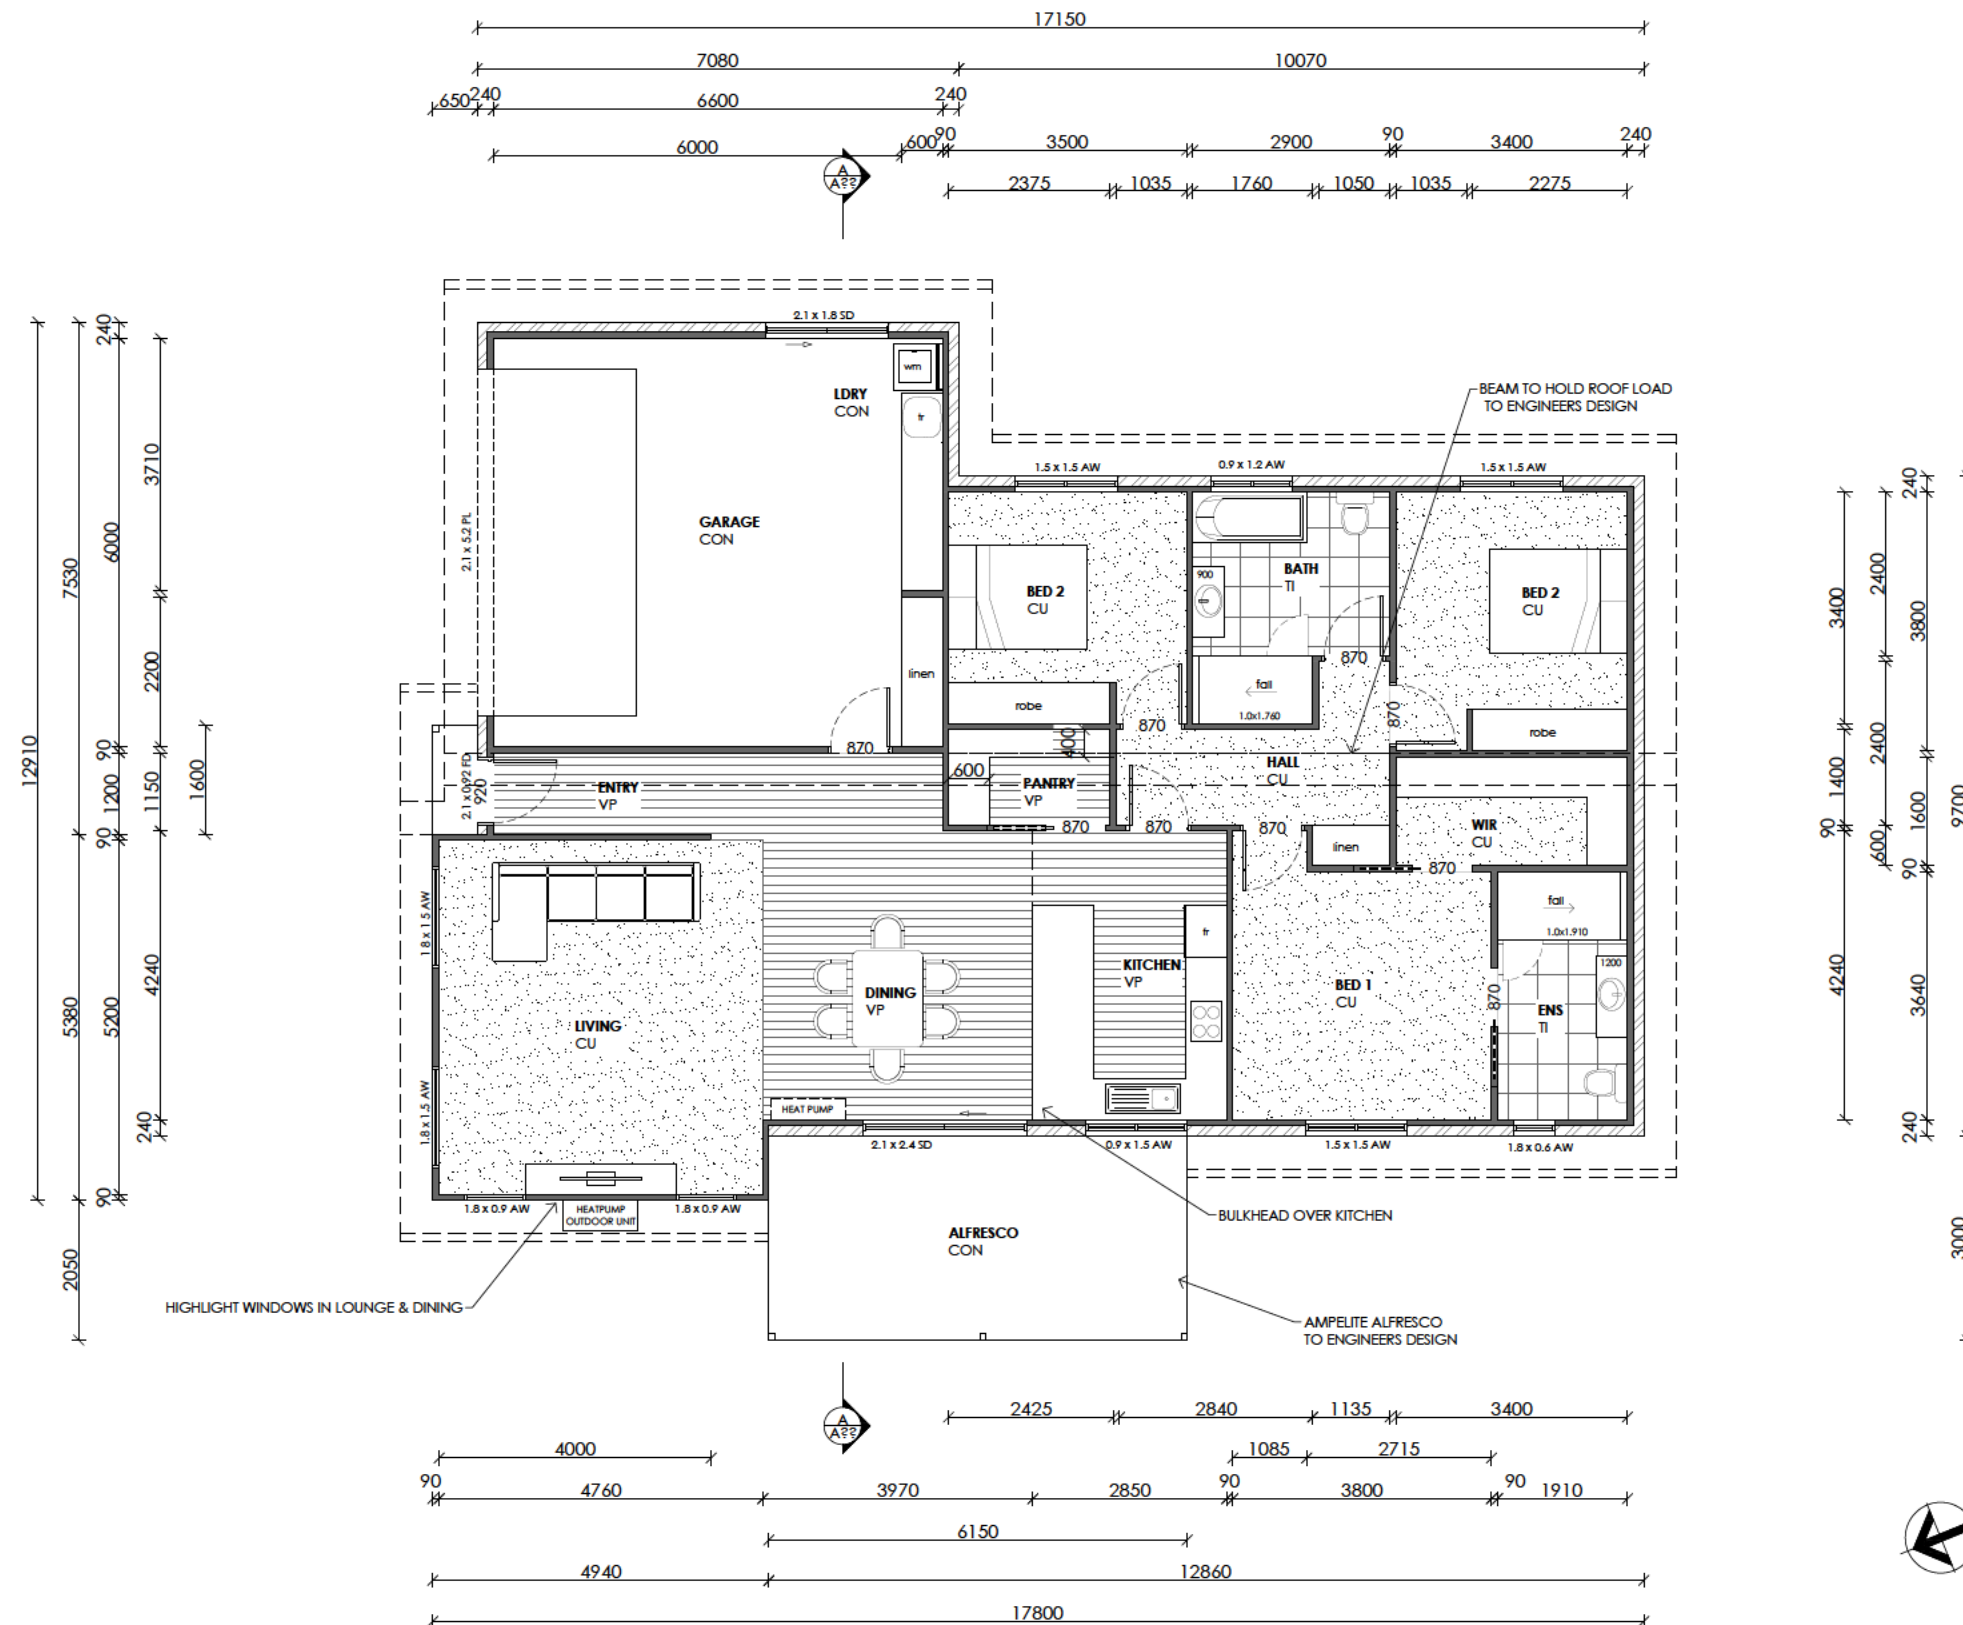 17150
7080
10070
650
240
6600
240
6000
600
90
3500
2900
90
3400
240
2375
1035
1760
1050
1035
2275
A
A??
2.1 x 1.8 SD
wm
LDRY
CON
tr
BEAM TO HOLD ROOF LOAD
TO ENGINEERS DESIGN
1.5 x 1.5 AW
0.9 x 1.2 AW
1.5 x 1.5 AW
GARAGE
CON
2.1 x 5.2 PL
BED 2
CU
900
BATH
TI
BED 2
CU
870
linen
robe
fall
1.0x1.760
870
870
robe
870
400
600
2.1 x 0.92 FD
920
ENTRY
VP
PANTRY
VP
HALL
CU
870
870
870
linen
WIR
CU
870
1.8 x 1.5 AW
fr
fall
1.0x1.910
KITCHEN
VP
DINING
VP
BED 1
CU
1200
870
ENS
TI
LIVING
CU
1.8 x 1.5 AW
HEAT PUMP
2.1 x 2.4 SD
0.9 x 1.5 AW
1.5 x 1.5 AW
1.8 x 0.6 AW
1.8 x 0.9 AW
HEATPUMP
OUTDOOR UNIT
1.8 x 0.9 AW
BULKHEAD OVER KITCHEN
ALFRESCO
CON
HIGHLIGHT WINDOWS IN LOUNGE & DINING
AMPELITE ALFRESCO
TO ENGINEERS DESIGN
12910
7530
5380
2050
240
6000
90
1200
90
5200
90
3710
2200
1150
4240
240
1600
3400
1400
90
4240
2400
2400
600
240
3800
1600
90
3640
240
9700
3000
A
A??
2425
2840
1135
3400
4000
1085
2715
90
4760
3970
2850
90
3800
90
1910
6150
4940
12860
17800